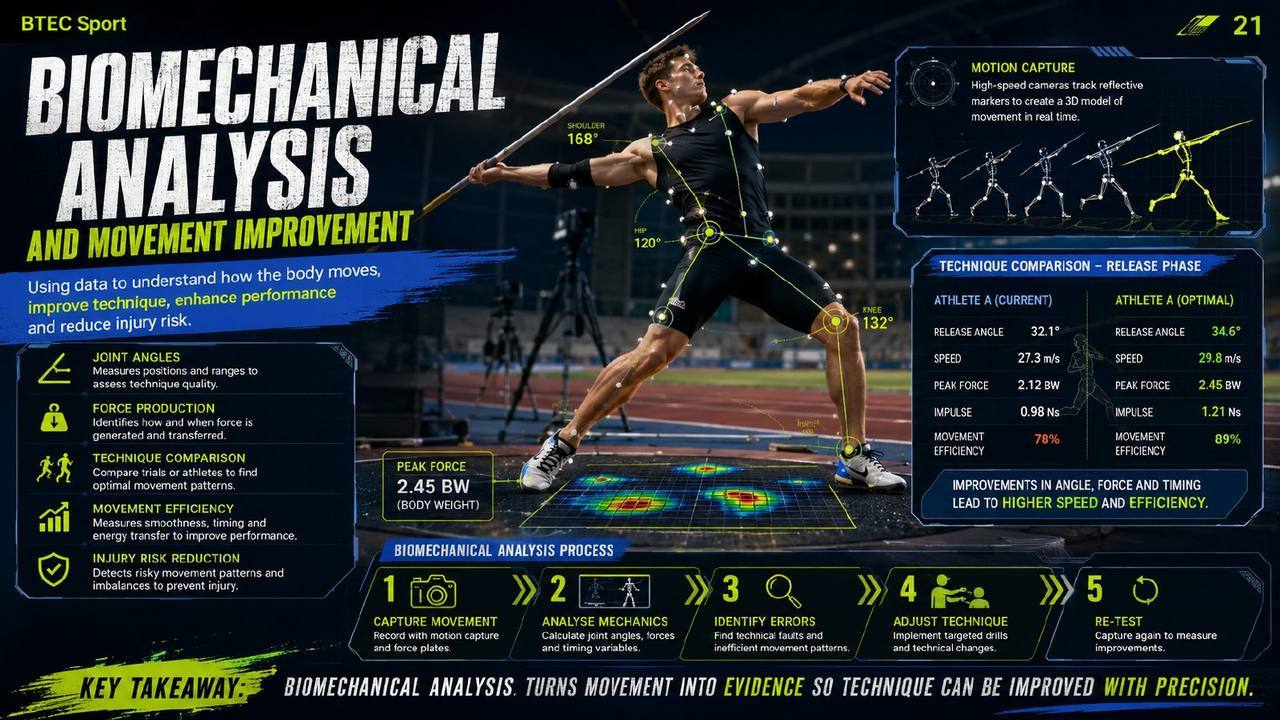 BTEC Sport
21
BIOMECHANICAL
ANALYSIS
AND MOVEMENT IMPROVEMENT
Using data to understand how the body moves,
improve technique, enhance performance
and reduce injury risk.
JOINT ANGLES
Measures positions and ranges to
assess technique quality.
FORCE PRODUCTION
Identifies how and when force is
generated and transferred.
TECHNIQUE COMPARISON
Compare trials or athletes to find
optimal movement patterns.
MOVEMENT EFFICIENCY
Measures smoothness, timing and
energy transfer to improve performance.
INJURY RISK REDUCTION
Detects risky movement patterns and
imbalances to prevent injury.
SHOULDER
168°
HIP
120°
KNEE
132°
PEAK FORCE
2.45 BW
(BODY WEIGHT)
MOTION CAPTURE
High-speed cameras track reflective
markers to create a 3D model of
movement in real time.
TECHNIQUE COMPARISON – RELEASE PHASE
ATHLETE A (CURRENT)
RELEASE ANGLE 32.1°
SPEED 27.3 m/s
PEAK FORCE 2.12 BW
IMPULSE 0.98 Ns
MOVEMENT 78%
EFFICIENCY
ATHLETE A (OPTIMAL)
RELEASE ANGLE 34.6°
SPEED 29.8 m/s
PEAK FORCE 2.45 BW
IMPULSE 1.21 Ns
MOVEMENT 89%
EFFICIENCY
IMPROVEMENTS IN ANGLE, FORCE AND TIMING
LEAD TO HIGHER SPEED AND EFFICIENCY.
BIOMECHANICAL ANALYSIS PROCESS
1
CAPTURE MOVEMENT
Record with motion capture
and force plates.
2
ANALYSE MECHANICS
Calculate joint angles, forces
and timing variables.
3
IDENTIFY ERRORS
Find technical faults and
inefficient movement patterns.
4
ADJUST TECHNIQUE
Implement targeted drills
and technical changes.
5
RE-TEST
Capture again to measure
improvements.
KEY TAKEAWAY: BIOMECHANICAL ANALYSIS. TURNS MOVEMENT INTO EVIDENCE SO TECHNIQUE CAN BE IMPROVED WITH PRECISION.